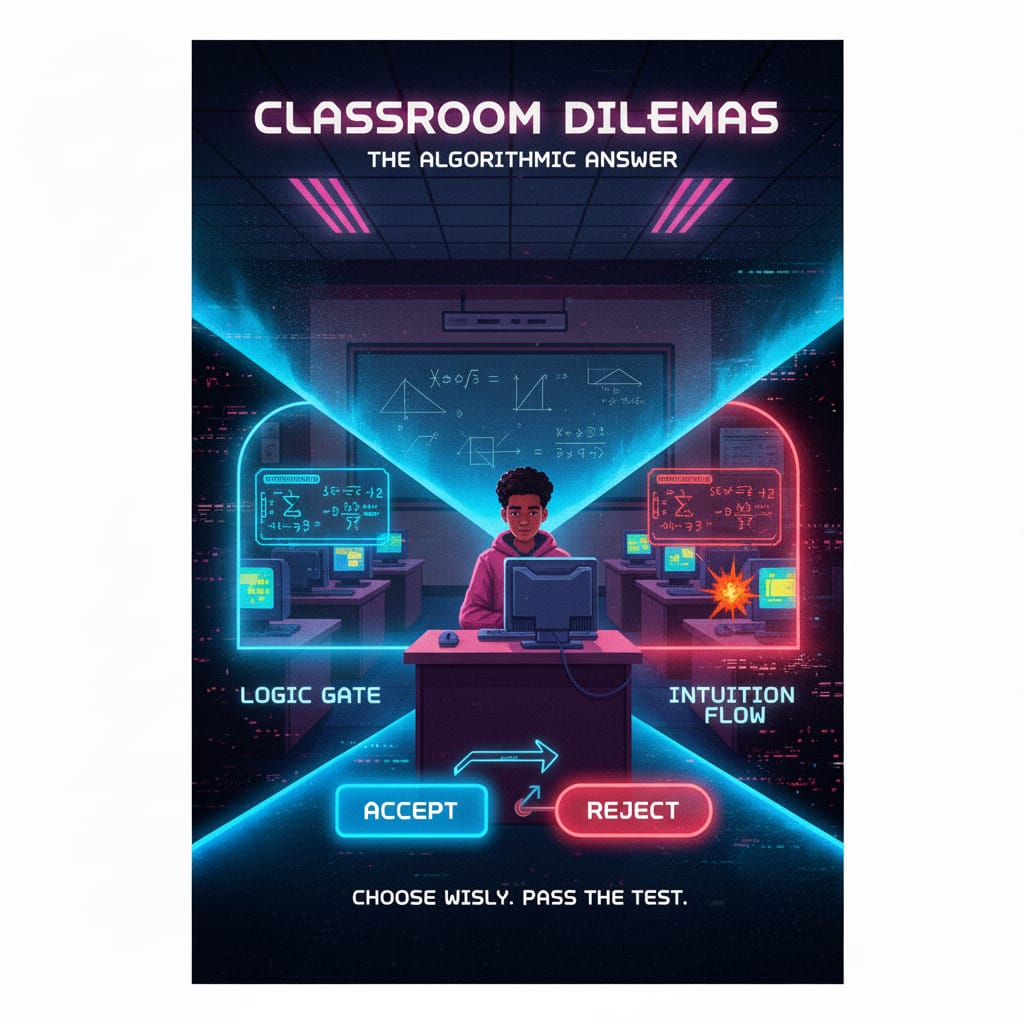 CLASSROOM DILEMAS
THE ALGORITHMIC ANSWER
LOGIC GATE
INTUITION
FLOW
ACCEPT
REJECT
CHOOSE WISLY. PASS THE TEST.